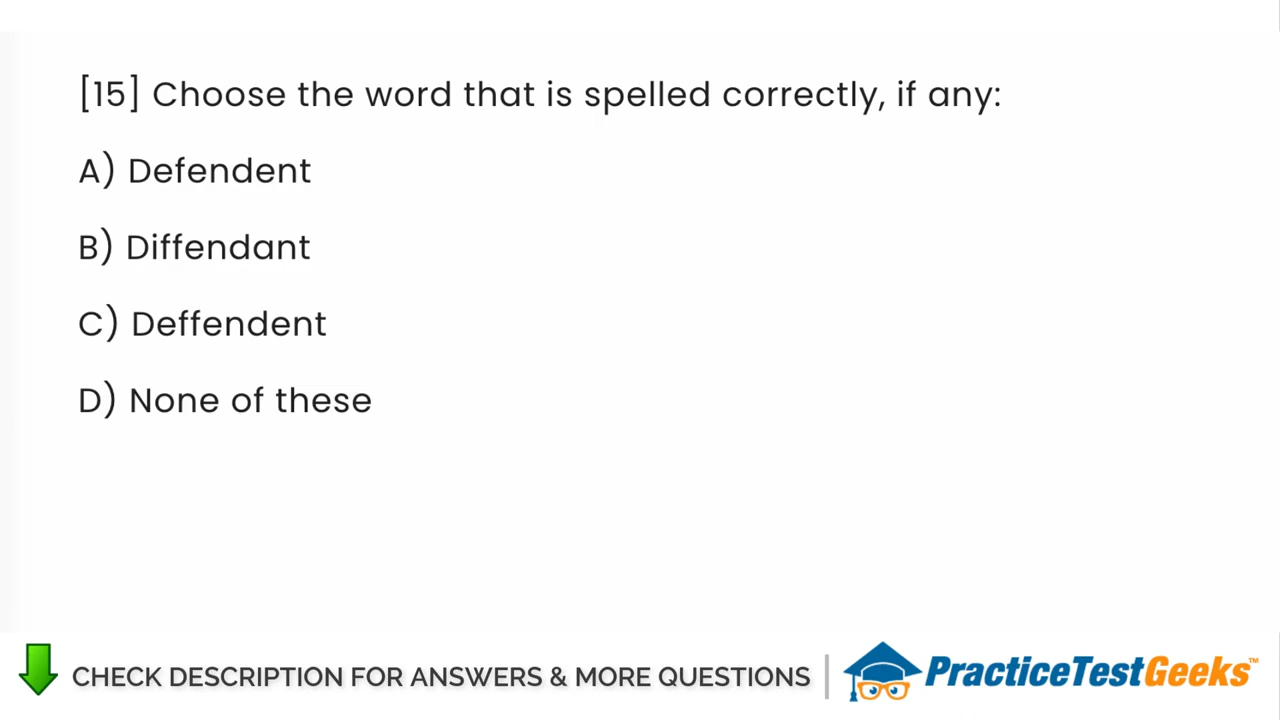 [15] Choose the word that is spelled correctly, if any:
A) Defendent
B) Diffendant
C) Deffendent
D) None of these
CHECK DESCRIPTION FOR ANSWERS & MORE QUESTIONS | PracticeTestGeeks™